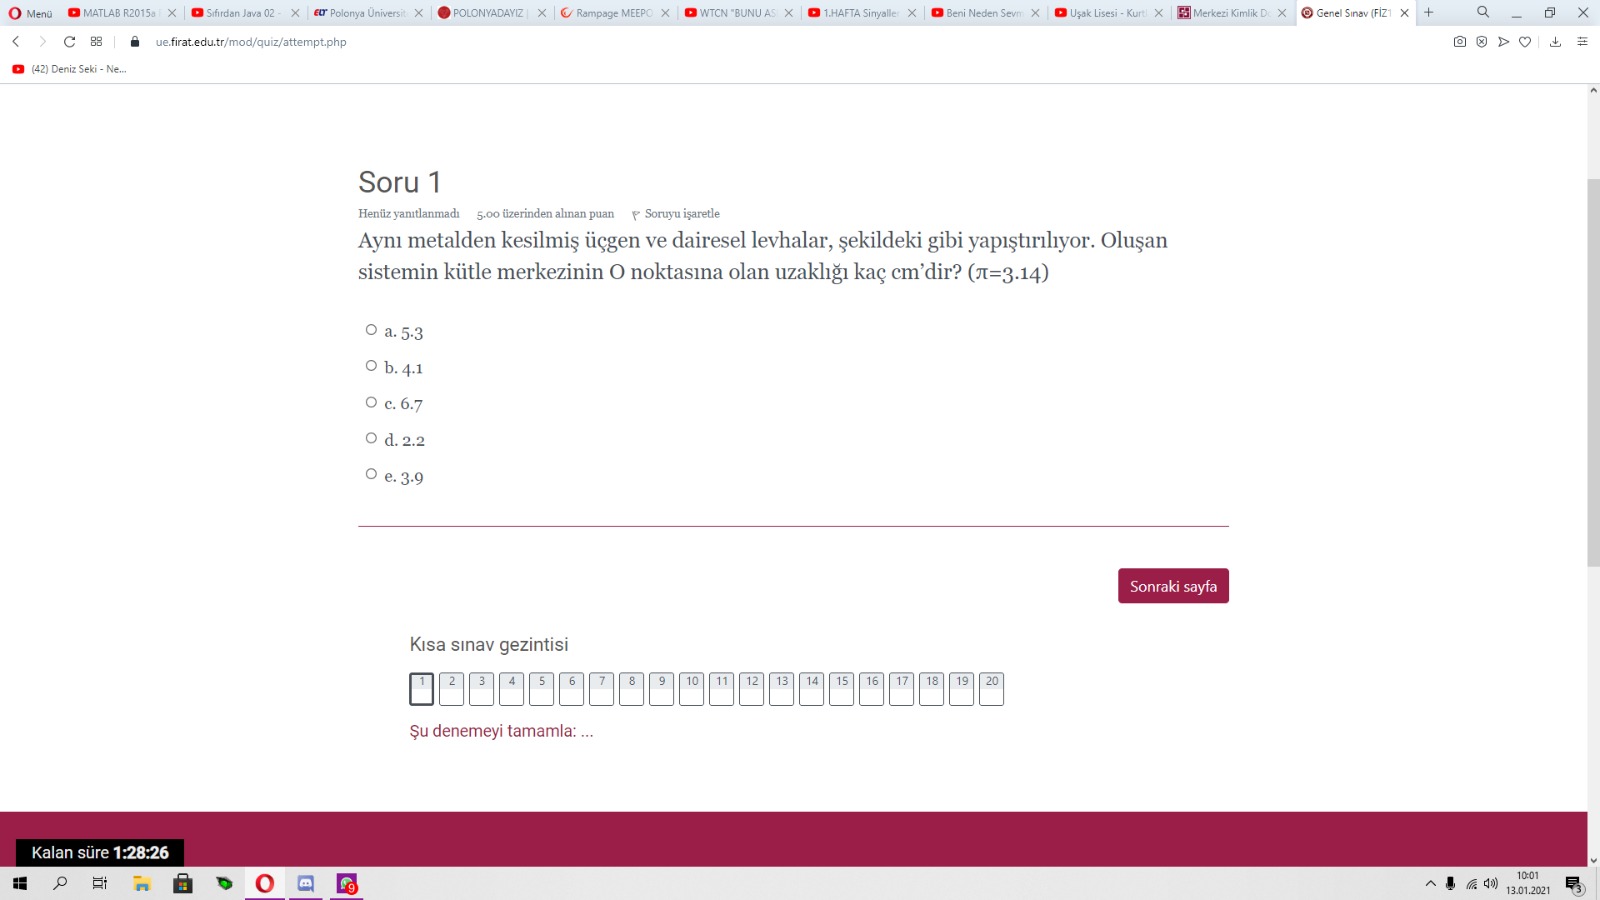 Menü
MATLAB R2015a
Sıfırdan Java 02 -
ELT Polonya Üniversit
POLONYADAYIZ |
Rampage MEEPO
WTCN "BUNU AS
1.HAFTA Sinyaller
Beni Neden Sevm
Uşak Lisesi - Kurtl
Merkezi Kimlik Do
Genel Sınav (FİZ1
ue.firat.edu.tr/mod/quiz/attempt.php
(42) Deniz Seki - Ne...
Soru 1
Henüz yanıtlanmadı 5.00 üzerinden alınan puan Soruyu işaretle
Aynı metalden kesilmiş üçgen ve dairesel levhalar, şekildeki gibi yapıştırılıyor. Oluşan
sistemin kütle merkezinin O noktasına olan uzaklığı kaç cm’dir? (π=3.14)
a. 5.3
b. 4.1
c. 6.7
d. 2.2
e. 3.9
Sonraki sayfa
Kısa sınav gezintisi
1 2 3 4 5 6 7 8 9 10 11 12 13 14 15 16 17 18 19 20
Şu denemeyi tamamla: ...
Kalan süre 1:28:26
9
10:01
13.01.2021
3